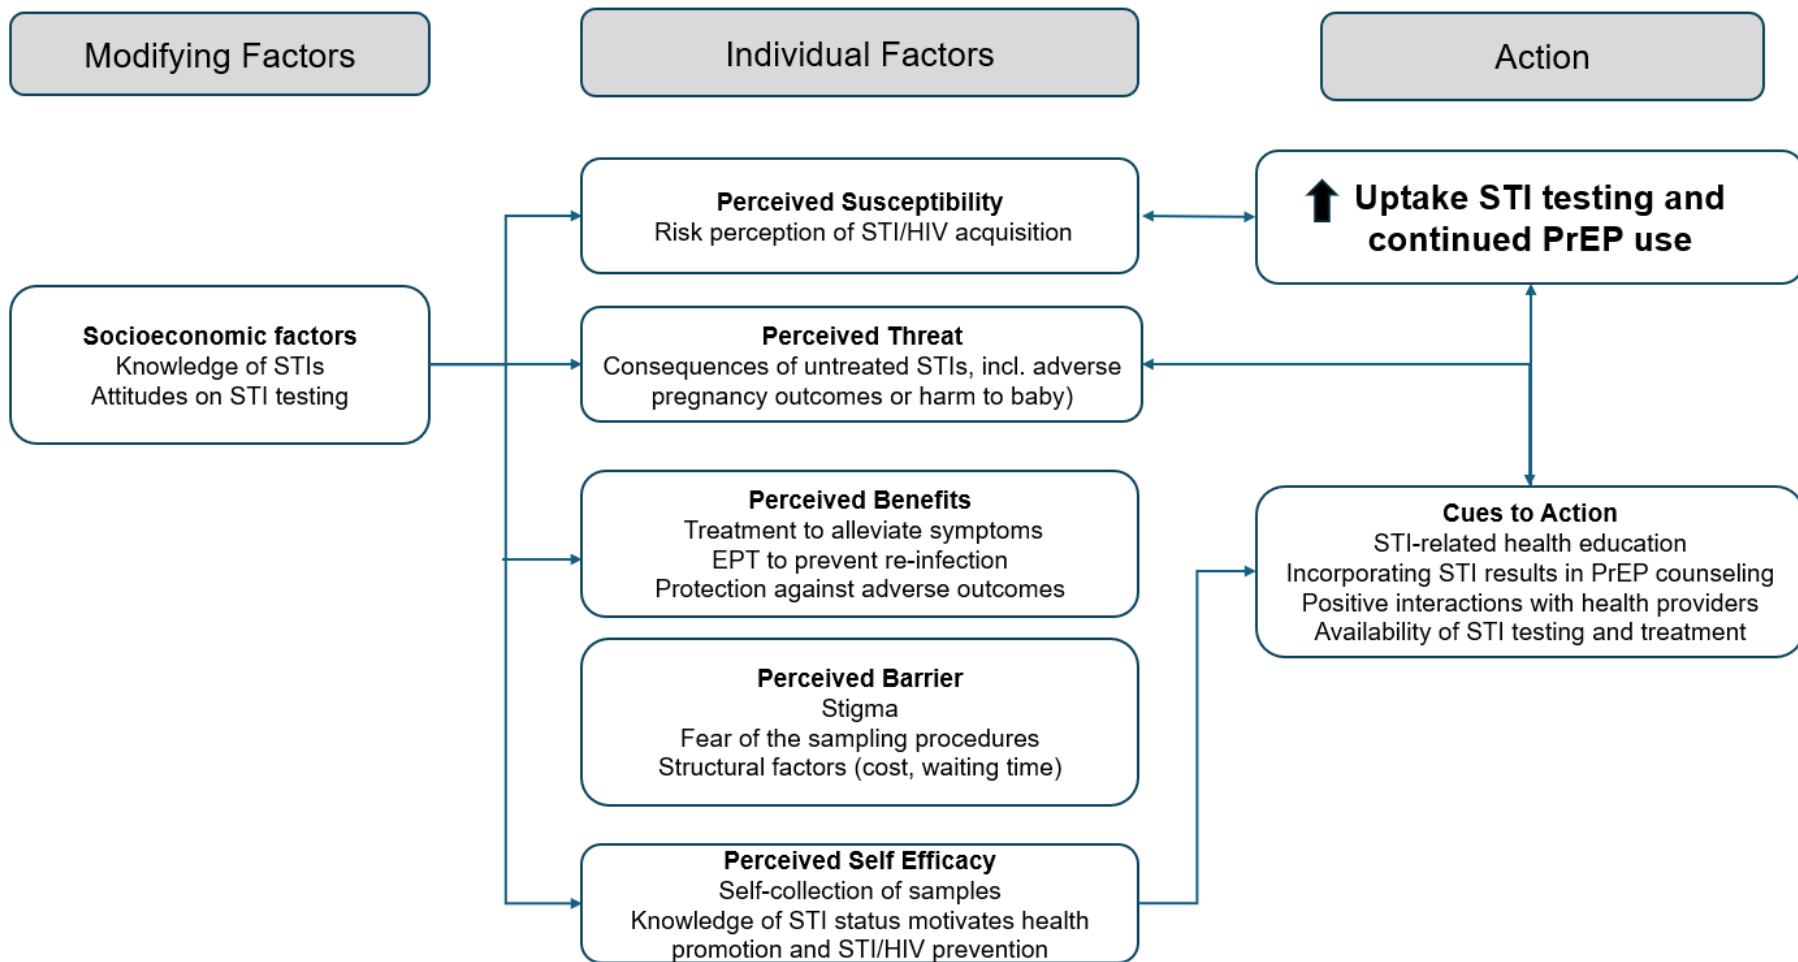 Modifying Factors
Individual Factors
Action
Socioeconomic factors
Knowledge of STIs
Attitudes on STI testing
Perceived Susceptibility
Risk perception of STI/HIV acquisition
Perceived Threat
Consequences of untreated STIs, incl. adverse
pregnancy outcomes or harm to baby)
Perceived Benefits
Treatment to alleviate symptoms
EPT to prevent re-infection
Protection against adverse outcomes
Perceived Barrier
Stigma
Fear of the sampling procedures
Structural factors (cost, waiting time)
Perceived Self Efficacy
Self-collection of samples
Knowledge of STI status motivates health
promotion and STI/HIV prevention
Uptake STI testing and
continued PrEP use
Cues to Action
STI-related health education
Incorporating STI results in PrEP counseling
Positive interactions with health providers
Availability of STI testing and treatment